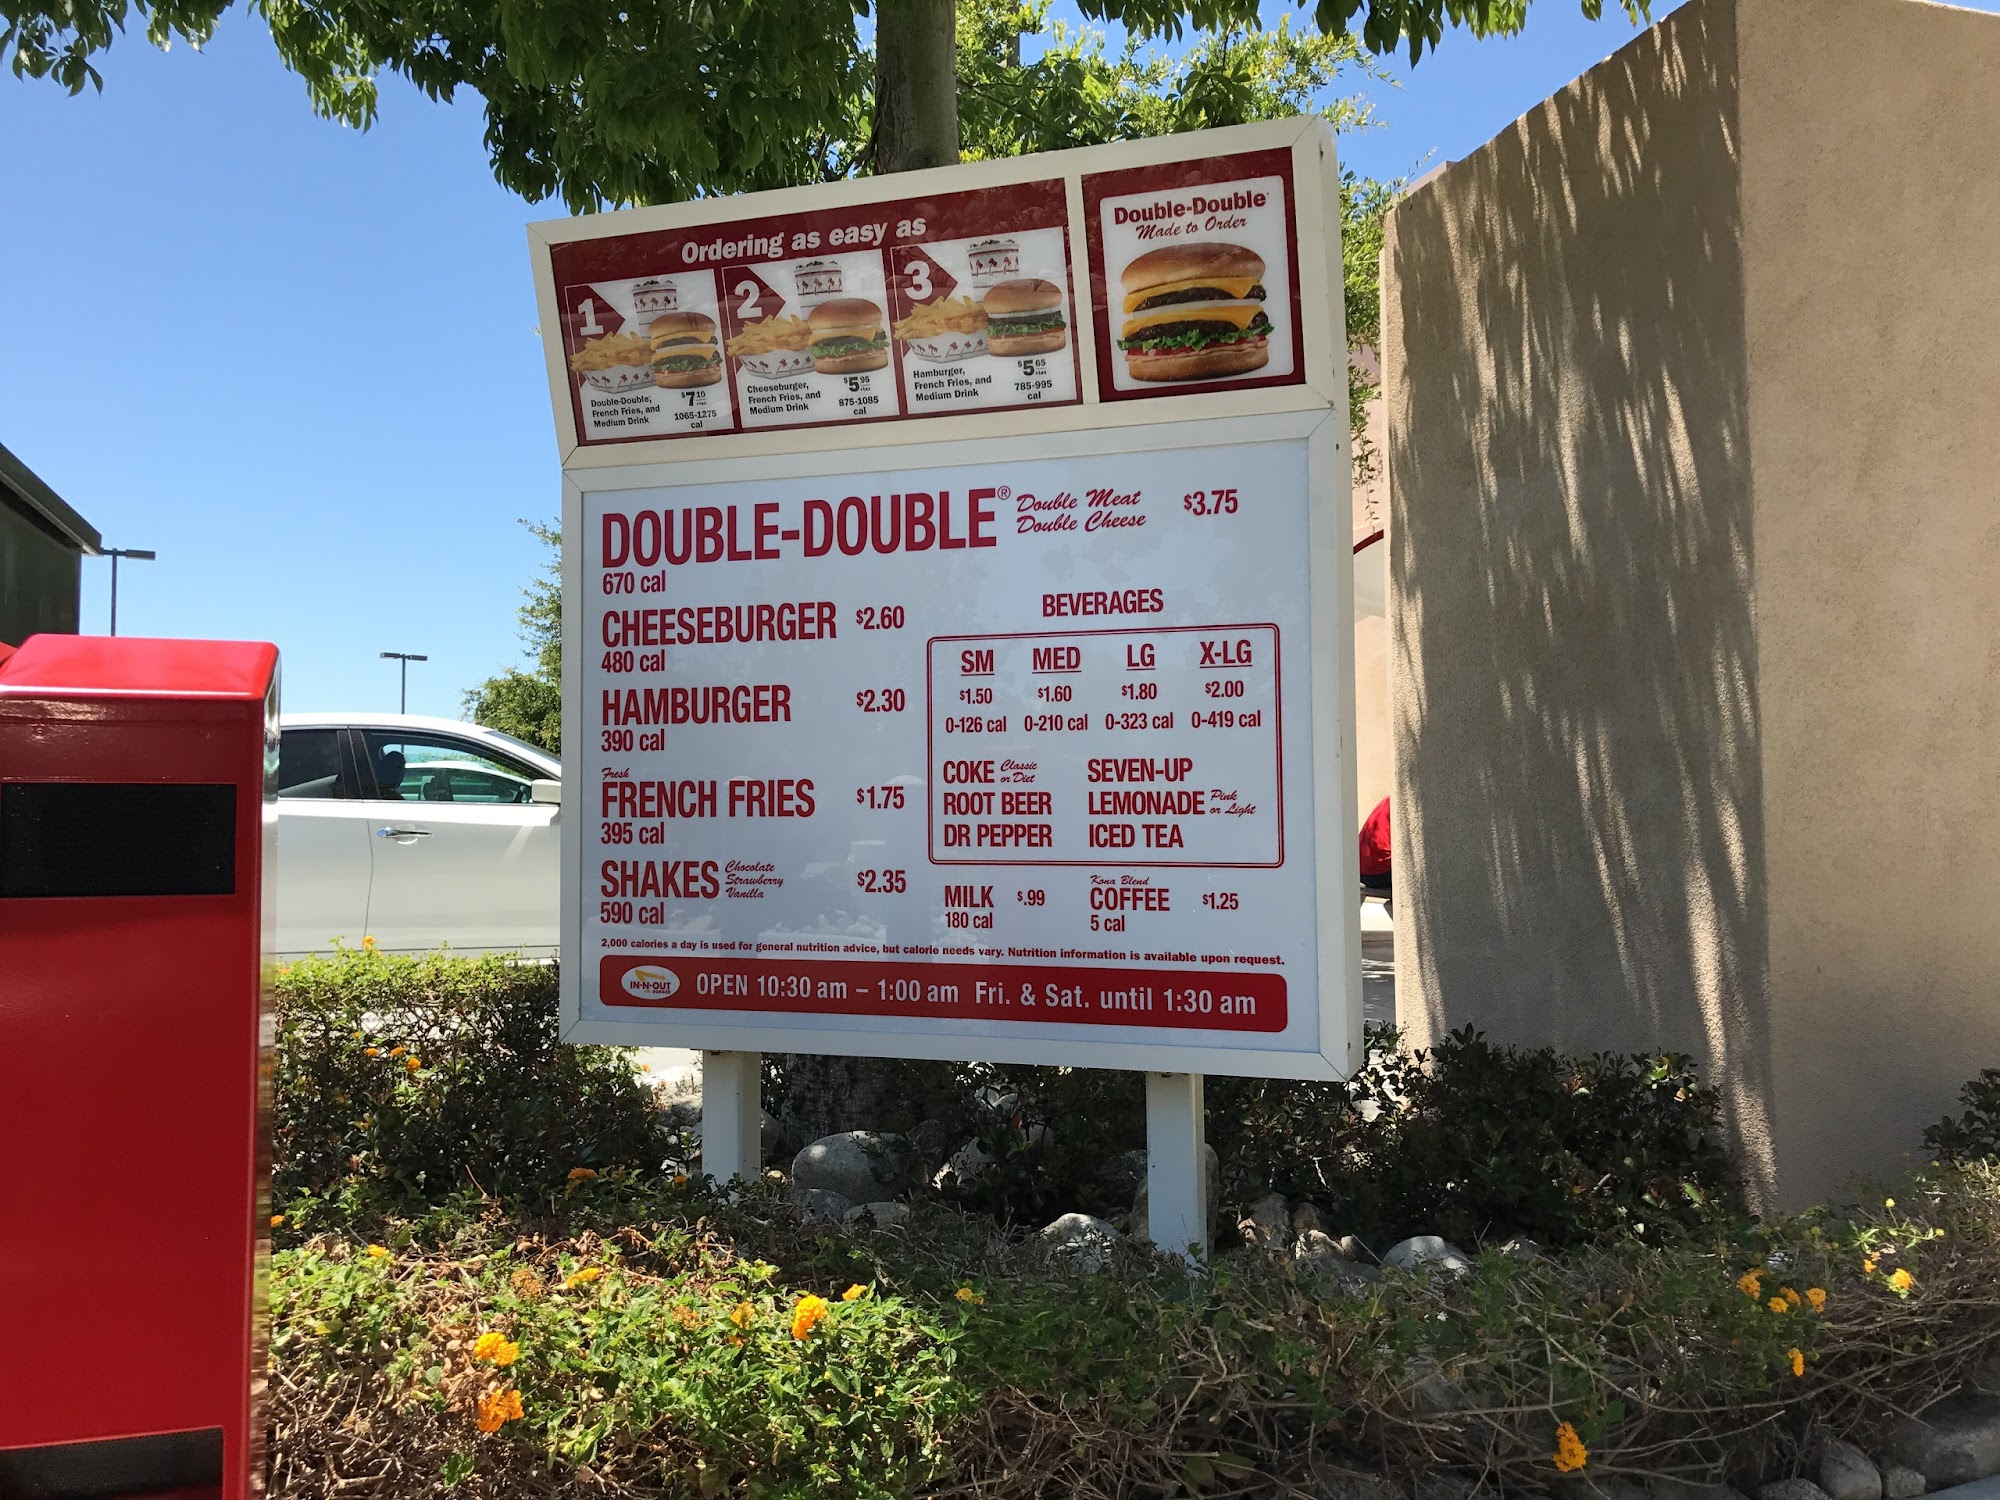 Ordering as easy as
1
Double-Double,
French Fries, and
Medium Drink
$7.10
+tax
1065-1275
cal
2
Cheeseburger,
French Fries, and
Medium Drink
$5.95
+tax
875-1085
cal
3
Hamburger,
French Fries, and
Medium Drink
$5.65
+tax
785-995
cal
Double-Double®
Made to Order
DOUBLE-DOUBLE® Double Meat Double Cheese $3.75
670 cal
CHEESEBURGER $2.60
480 cal
HAMBURGER $2.30
390 cal
Fresh
FRENCH FRIES $1.75
395 cal
SHAKES Chocolate Strawberry Vanilla $2.35
590 cal
BEVERAGES
SM MED LG X-LG
$1.50 $1.60 $1.80 $2.00
0-126 cal 0-210 cal 0-323 cal 0-419 cal
COKE Classic or Diet SEVEN-UP
ROOT BEER LEMONADE Pink or Light
DR PEPPER ICED TEA
Kona Blend
MILK $.99 COFFEE $1.25
180 cal 5 cal
2,000 calories a day is used for general nutrition advice, but calorie needs vary. Nutrition information is available upon request.
IN-N-OUT
BURGER
OPEN 10:30 am – 1:00 am Fri. & Sat. until 1:30 am